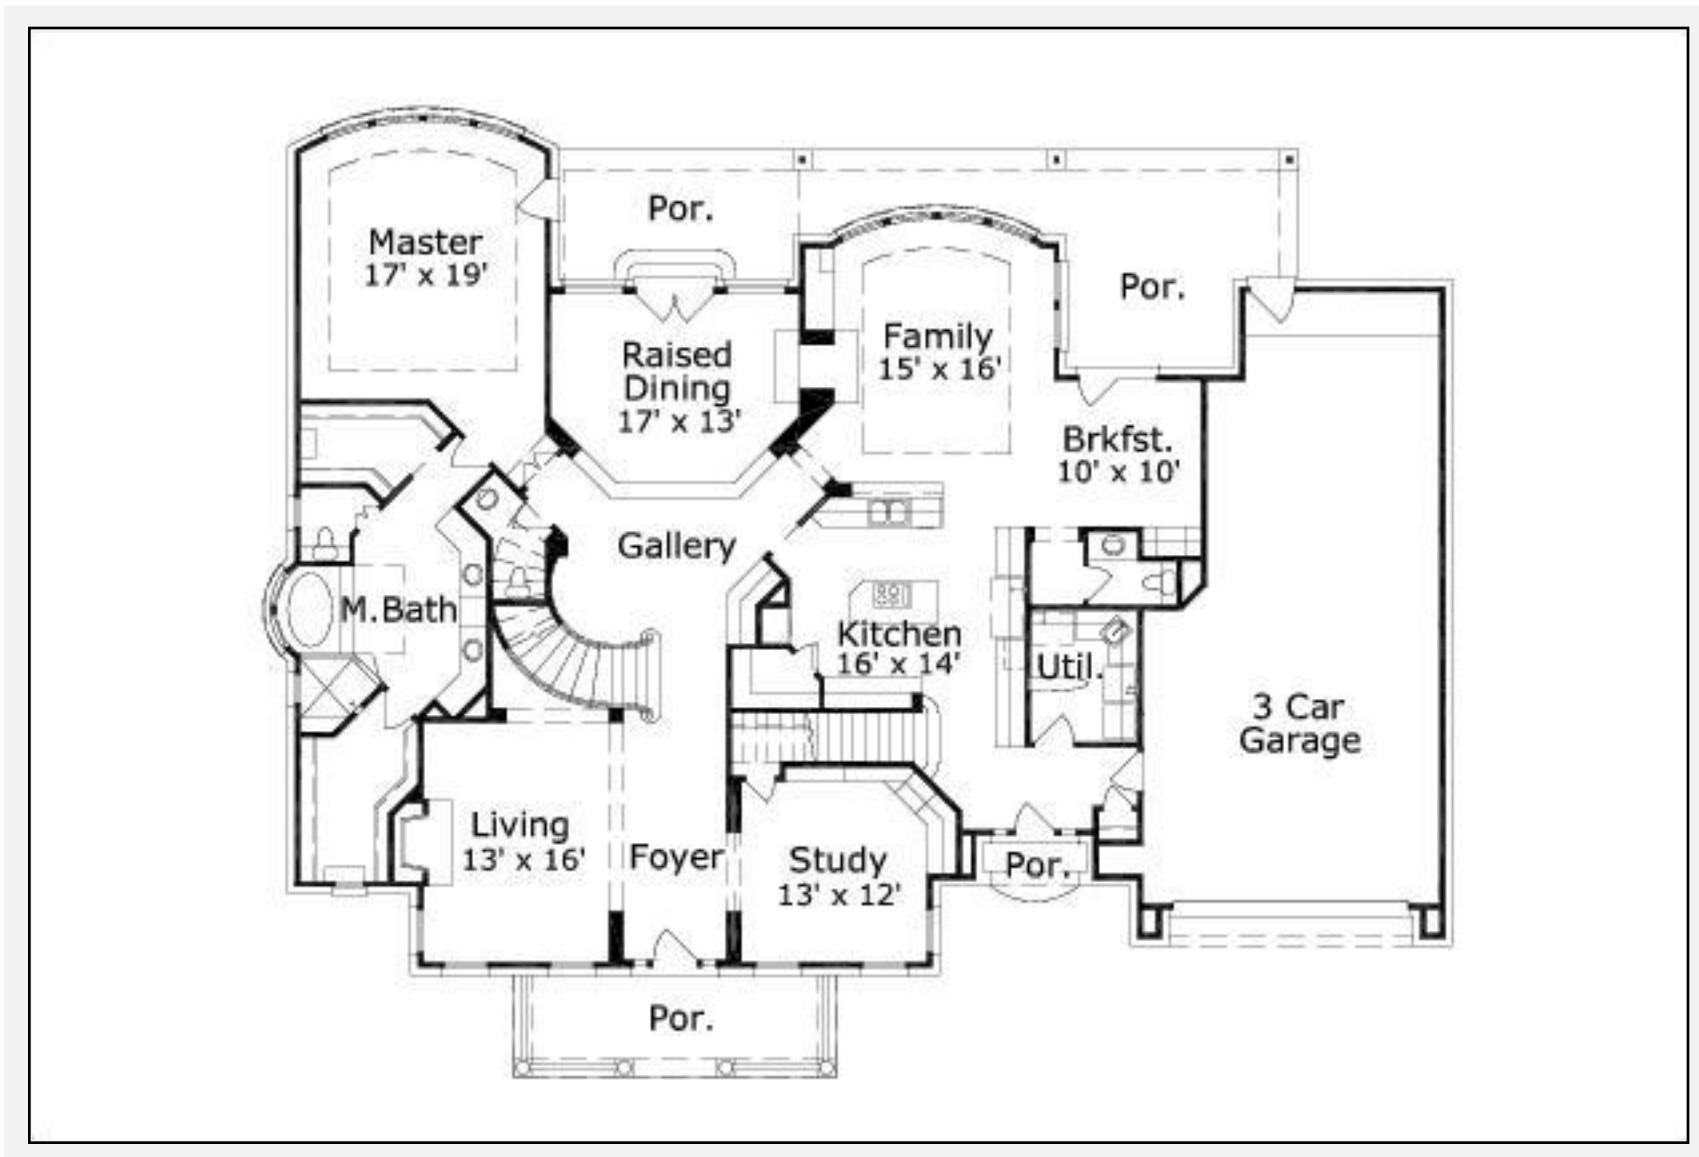 Por.
Master
17' x 19'
Por.
Family
15' x 16'
Raised
Dining
17' x 13'
Brkfst.
10' x 10'
Gallery
M.Bath
Kitchen
16' x 14'
Util.
3 Car
Garage
Living
13' x 16'
Foyer
Study
13' x 12'
Por.
Por.